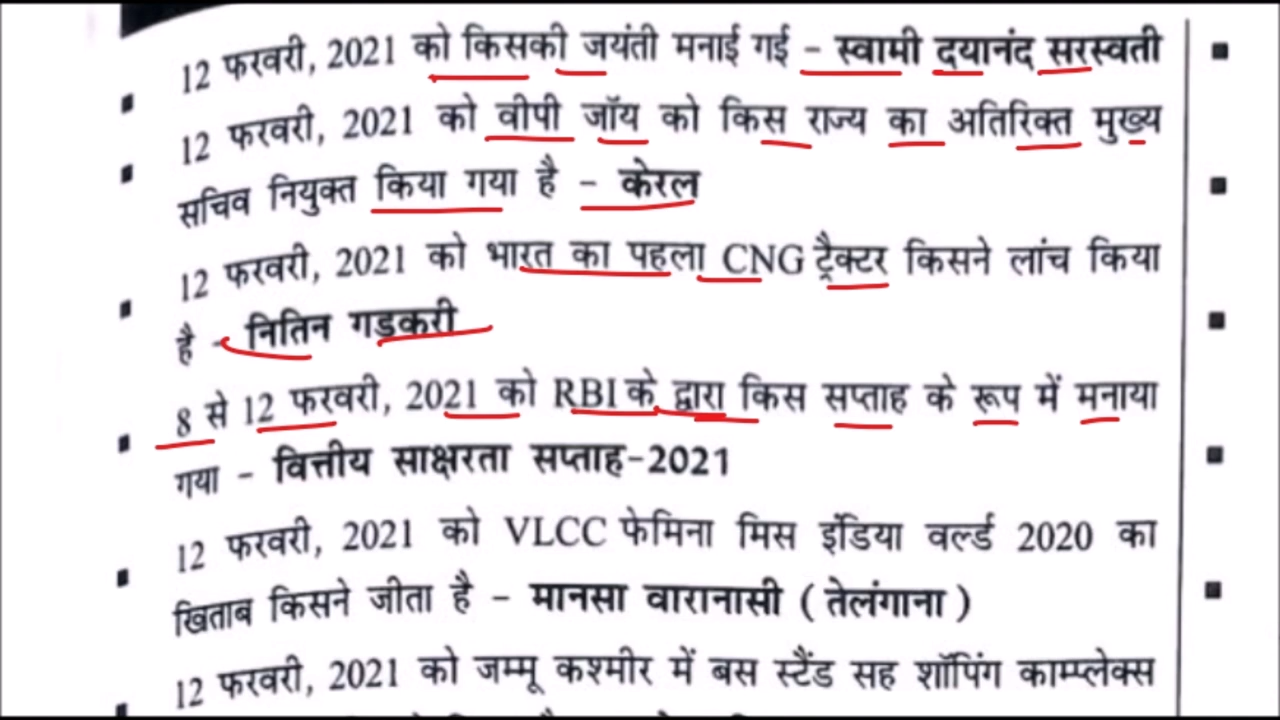 12 फरवरी, 2021 को किसकी जयंती मनाई गई - स्वामी दयानंद सरस्वती
12 फरवरी, 2021 को वीपी जॉय को किस राज्य का अतिरिक्त मुख्य
सचिव नियुक्त किया गया है - केरल
12 फरवरी, 2021 को भारत का पहला CNG ट्रैक्टर किसने लांच किया
है - नितिन गडकरी
8 से 12 फरवरी, 2021 को RBI के द्वारा किस सप्ताह के रूप में मनाया
गया - वित्तीय साक्षरता सप्ताह-2021
12 फरवरी, 2021 को VLCC फेमिना मिस इंडिया वर्ल्ड 2020 का
खिताब किसने जीता है - मानसा वारानासी ( तेलंगाना )
12 फरवरी, 2021 को जम्मू कश्मीर में बस स्टैंड सह शॉपिंग काम्प्लेक्स